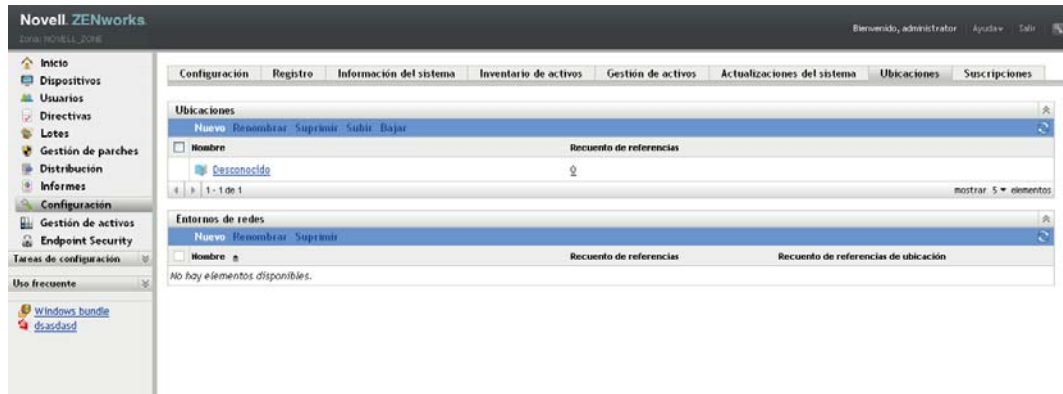 Novell. ZENworks.
Zona: NOVELL_ZONE
Bienvenido, administrator Ayuda Salir
Inicio
Dispositivos
Usuarios
Directivas
Lotes
Gestión de parches
Distribución
Informes
Configuración
Gestión de activos
Endpoint Security
Tareas de configuración
Uso frecuente
Windows bundle
dsasdasd
Configuración Registro Información del sistema Inventario de activos Gestión de activos Actualizaciones del sistema Ubicaciones Suscripciones
Ubicaciones
Nuevo Renombrar Suprimir Subir Bajar
Nombre Recuento de referencias
Desconocido 0
1 - 1 de 1 mostrar 5 elementos
Entornos de redes
Nuevo Renombrar Suprimir
Nombre Recuento de referencias Recuento de referencias de ubicación
No hay elementos disponibles.